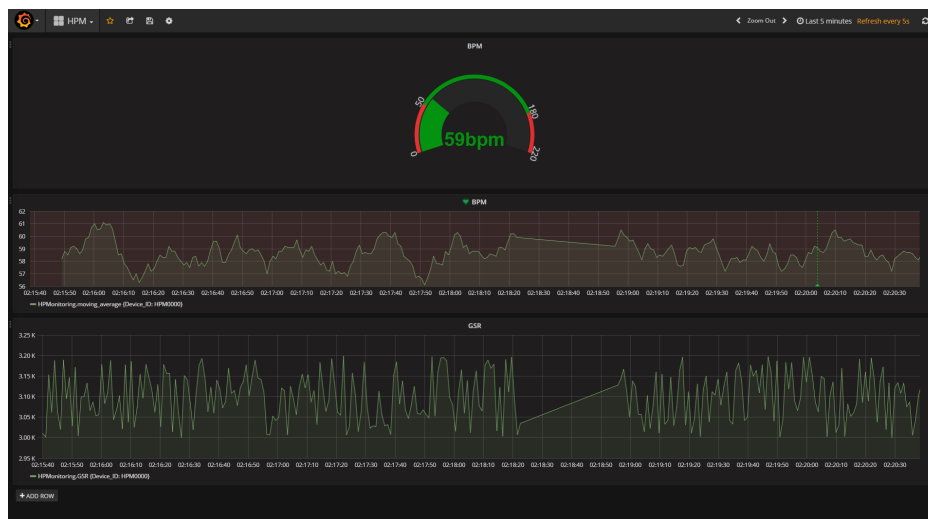 HPM
Zoom Out Last 5 minutes Refresh every 5s
BPM
0 50 180 220
59bpm
BPM
62
61
60
59
58
57
56
02:15:40 02:15:50 02:16:00 02:16:10 02:16:20 02:16:30 02:16:40 02:16:50 02:17:00 02:17:10 02:17:20 02:17:30 02:17:40 02:17:50 02:18:00 02:18:10 02:18:20 02:18:30 02:18:40 02:18:50 02:19:00 02:19:10 02:19:20 02:19:30 02:19:40 02:19:50 02:20:00 02:20:10 02:20:20 02:20:30
HPMonitoring.moving_average {Device_ID: HPM0000}
GSR
3.25 K
3.20 K
3.15 K
3.10 K
3.05 K
3.00 K
2.95 K
02:15:40 02:15:50 02:16:00 02:16:10 02:16:20 02:16:30 02:16:40 02:16:50 02:17:00 02:17:10 02:17:20 02:17:30 02:17:40 02:17:50 02:18:00 02:18:10 02:18:20 02:18:30 02:18:40 02:18:50 02:19:00 02:19:10 02:19:20 02:19:30 02:19:40 02:19:50 02:20:00 02:20:10 02:20:20 02:20:30
HPMonitoring.GSR {Device_ID: HPM0000}
+ ADD ROW